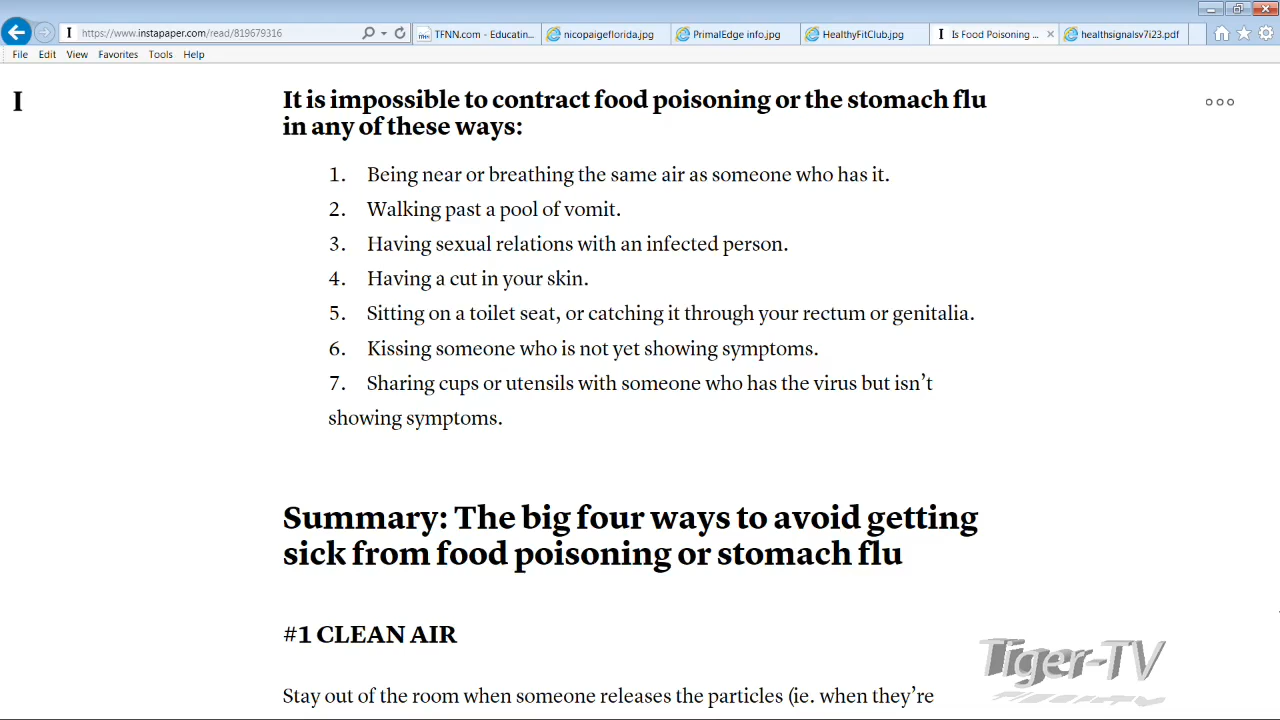 I https://www.instapaper.com/read/819679316
TFNN.com - Educatin...
nicopaigeflorida.jpg
PrimalEdge info.jpg
HealthyFitClub.jpg
I Is Food Poisoning ...
healthsignalsv7i23.pdf
File Edit View Favorites Tools Help
I
It is impossible to contract food poisoning or the stomach flu
in any of these ways:
1. Being near or breathing the same air as someone who has it.
2. Walking past a pool of vomit.
3. Having sexual relations with an infected person.
4. Having a cut in your skin.
5. Sitting on a toilet seat, or catching it through your rectum or genitalia.
6. Kissing someone who is not yet showing symptoms.
7. Sharing cups or utensils with someone who has the virus but isn’t
showing symptoms.
Summary: The big four ways to avoid getting
sick from food poisoning or stomach flu
#1 CLEAN AIR
Stay out of the room when someone releases the particles (ie. when they’re
Tiger-TV